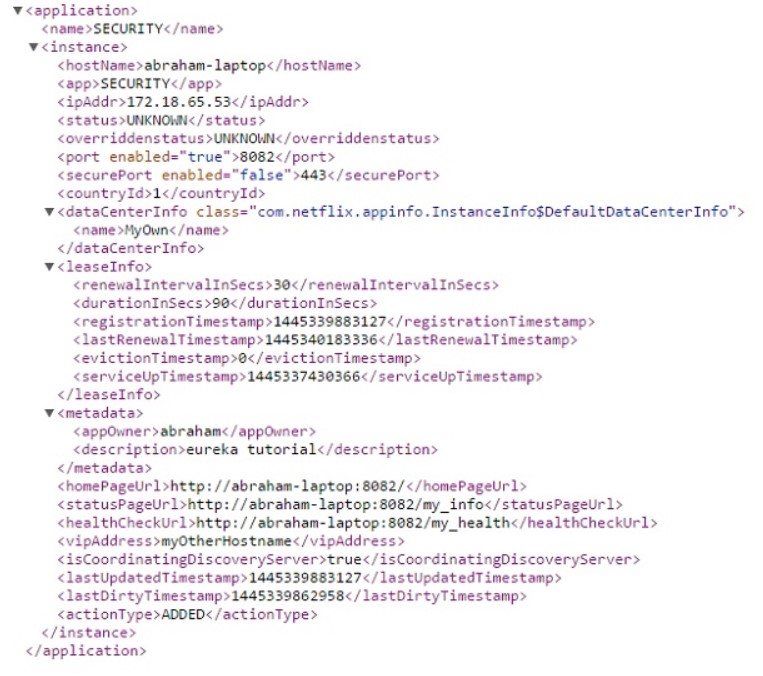 ▼<application>
<name>SECURITY</name>
▼<instance>
<hostName>abraham-laptop</hostName>
<app>SECURITY</app>
<ipAddr>172.18.65.53</ipAddr>
<status>UNKNOWN</status>
<overriddenstatus>UNKNOWN</overriddenstatus>
<port enabled="true">8082</port>
<securePort enabled="false">443</securePort>
<countryId>1</countryId>
▼<dataCenterInfo class="com.netflix.appinfo.InstanceInfo$DefaultDataCenterInfo">
<name>MyOwn</name>
</dataCenterInfo>
▼<leaseInfo>
<renewalIntervalInSecs>30</renewalIntervalInSecs>
<durationInSecs>90</durationInSecs>
<registrationTimestamp>1445339883127</registrationTimestamp>
<lastRenewalTimestamp>1445340183336</lastRenewalTimestamp>
<evictionTimestamp>0</evictionTimestamp>
<serviceUpTimestamp>1445337430366</serviceUpTimestamp>
</leaseInfo>
▼<metadata>
<appOwner>abraham</appOwner>
<description>eureka tutorial</description>
</metadata>
<homePageUrl>http://abraham-laptop:8082/</homePageUrl>
<statusPageUrl>http://abraham-laptop:8082/my_info</statusPageUrl>
<healthCheckUrl>http://abraham-laptop:8082/my_health</healthCheckUrl>
<vipAddress>myOtherHostname</vipAddress>
<isCoordinatingDiscoveryServer>true</isCoordinatingDiscoveryServer>
<lastUpdatedTimestamp>1445339883127</lastUpdatedTimestamp>
<lastDirtyTimestamp>1445339862958</lastDirtyTimestamp>
<actionType>ADDED</actionType>
</instance>
</application>